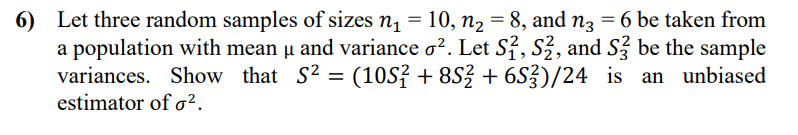 6) Let three random samples of sizes n₁ = 10, n₂ = 8, and n₃ = 6 be taken from
a population with mean μ and variance σ². Let S₁², S₂², and S₃² be the sample
variances. Show that S² = (10S₁² + 8S₂² + 6S₃²)/24 is an unbiased
estimator of σ².